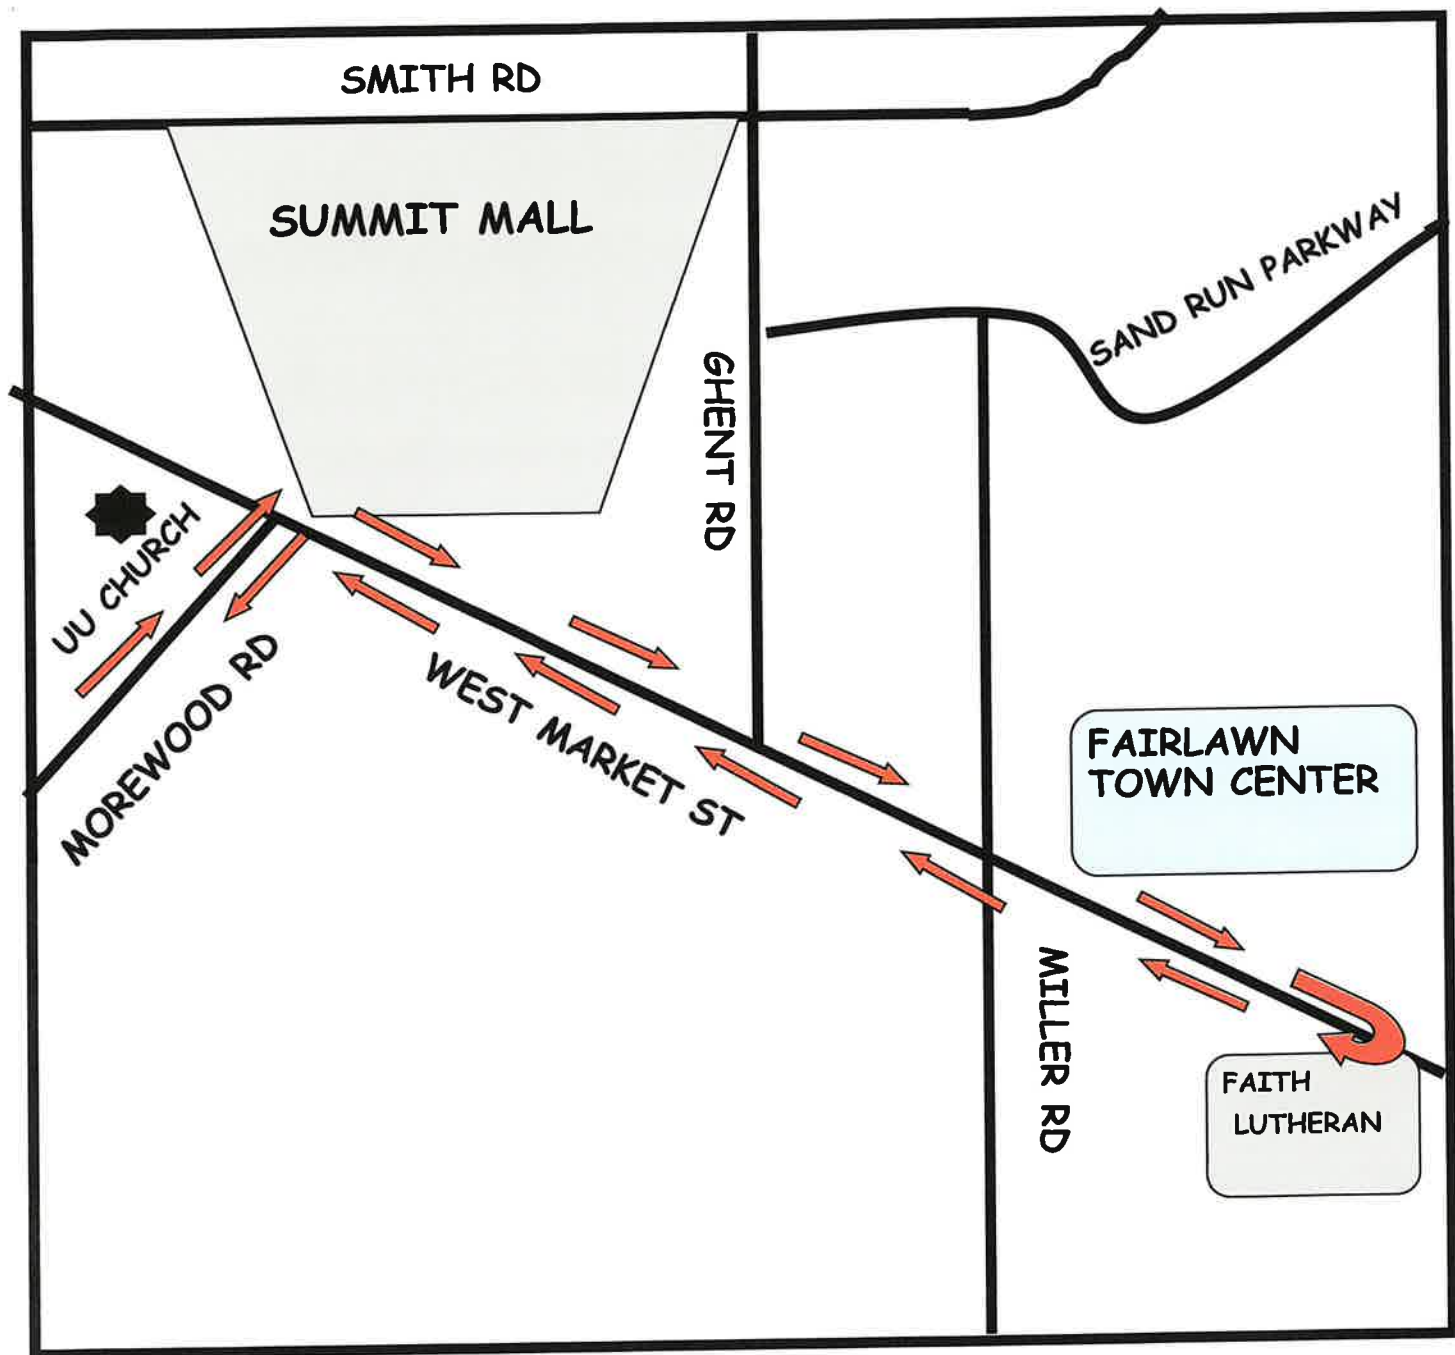 SMITH RD
SUMMIT MALL
SAND RUN PARKWAY
GHENT RD
UU CHURCH
MOREWOOD RD
WEST MARKET ST
FAIRLAWN
TOWN CENTER
MILLER RD
FAITH
LUTHERAN